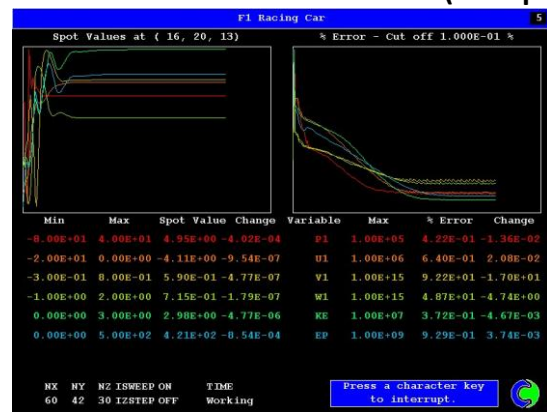 F1 Racing Car 5
Spot Values at ( 16, 20, 13) % Error - Cut off 1.000E-01 %
Min Max Spot Value Change Variable Max % Error Change
-8.00E+01 4.00E+01 4.95E+00 -4.02E-04 P1 1.00E+05 4.22E-01 -1.36E-02
-2.00E+01 0.00E+00 -4.11E+00 -9.54E-07 U1 1.00E+06 6.40E-01 2.08E-02
-3.00E-01 8.00E-01 5.90E-01 -4.77E-07 V1 1.00E+15 9.22E+01 -1.70E+01
-1.00E+00 2.00E+00 7.15E-01 -1.79E-07 W1 1.00E+15 4.87E+01 -4.74E+00
0.00E+00 3.00E+00 2.98E+00 -4.77E-06 KE 1.00E+07 3.72E-01 -4.67E-03
0.00E+00 5.00E+02 4.21E+02 -8.54E-04 EP 1.00E+09 9.29E-01 3.74E-03
NX NY NZ ISWEEP ON TIME Press a character key
60 42 30 IZSTEP OFF Working to interrupt.